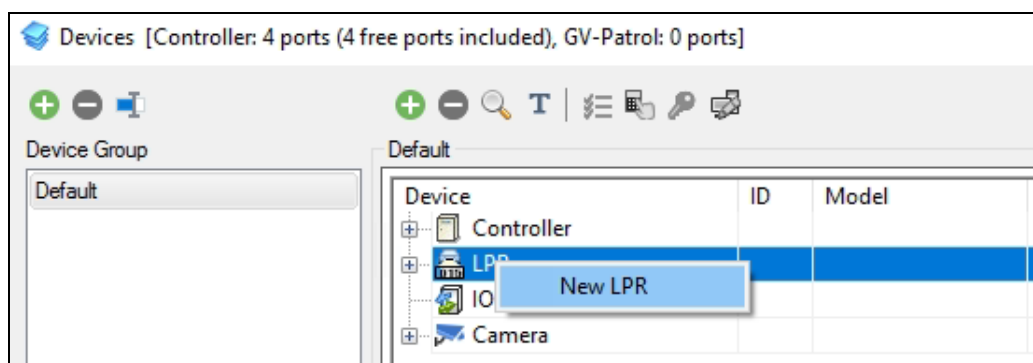 Devices [Controller: 4 ports (4 free ports included), GV-Patrol: 0 ports]
Device Group
Default
Default
Device ID Model
Controller
New LPR
IO
Camera